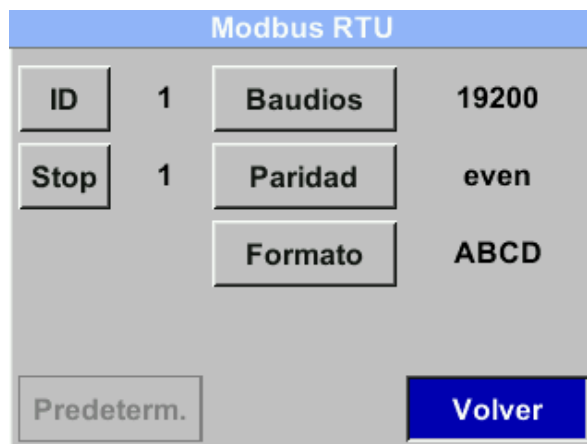 Modbus RTU
ID 1 Baudios 19200
Stop 1 Paridad even
Formato ABCD
Predeterm. Volver